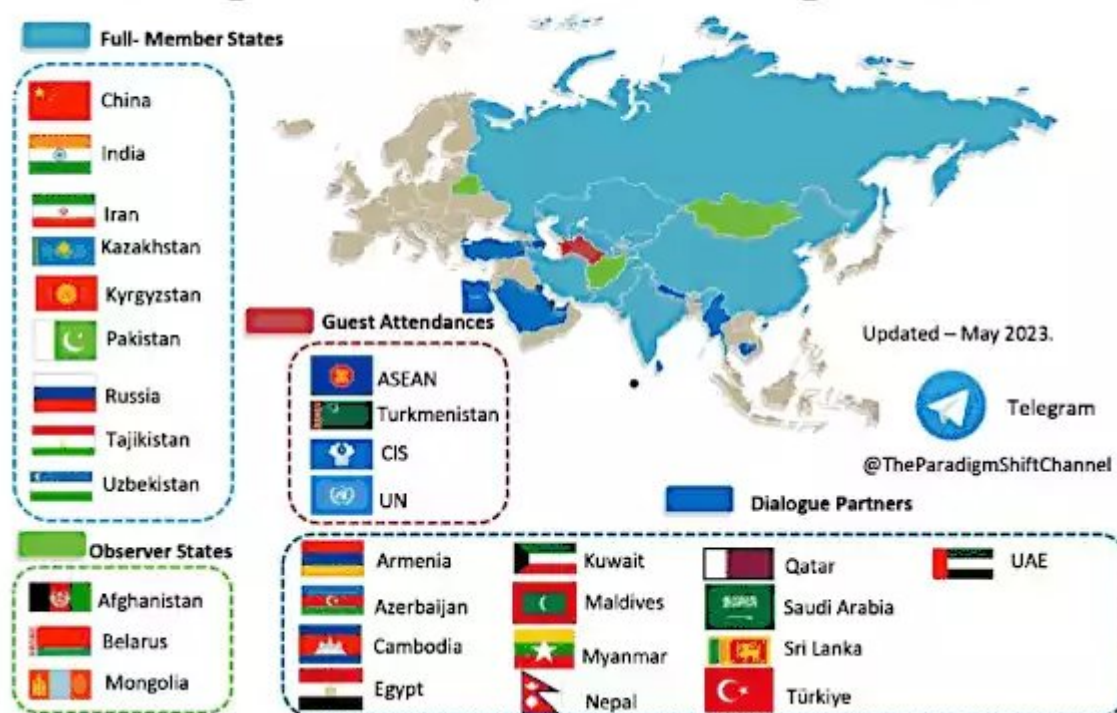 Full- Member States
China
India
Iran
Kazakhstan
Kyrgyzstan
Pakistan
Russia
Tajikistan
Uzbekistan
Observer States
Afghanistan
Belarus
Mongolia
Guest Attendances
ASEAN
Turkmenistan
CIS
UN
Updated – May 2023.
Telegram
@TheParadigmShiftChannel
Dialogue Partners
Armenia
Azerbaijan
Cambodia
Egypt
Kuwait
Maldives
Myanmar
Nepal
Qatar
Saudi Arabia
Sri Lanka
Türkiye
UAE